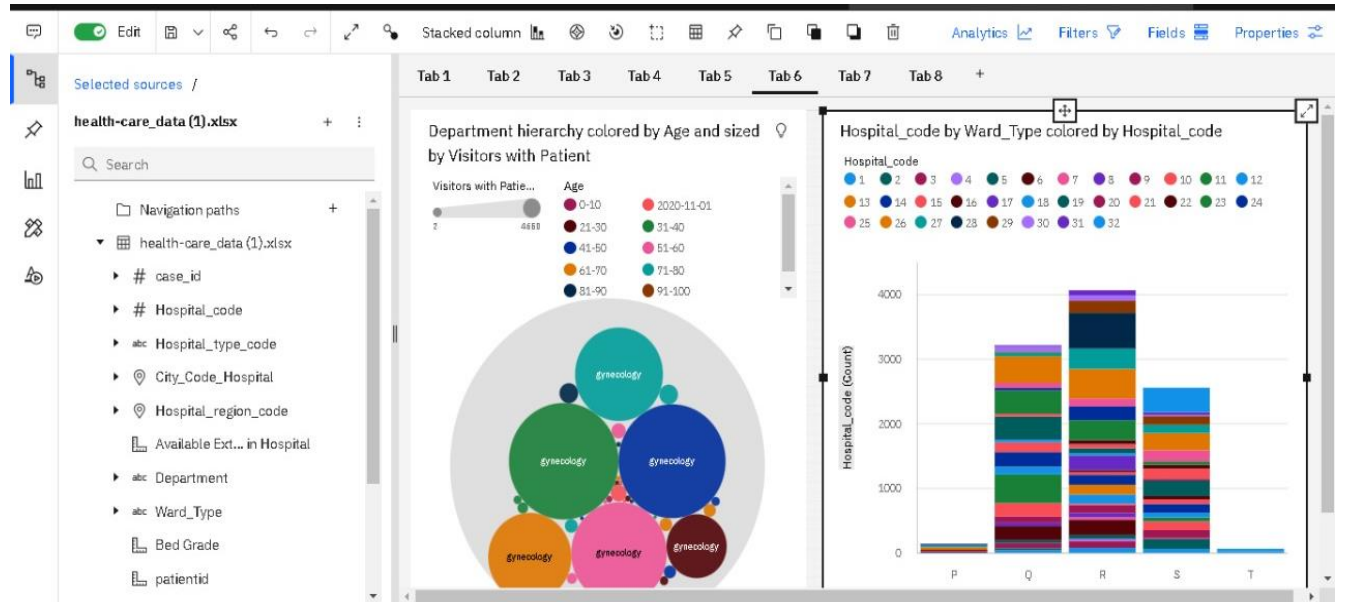 Edit
Stacked column
Analytics
Filters
Fields
Properties
Selected sources /
health-care_data (1).xlsx
Search
Navigation paths
health-care_data (1).xlsx
# case_id
# Hospital_code
abc Hospital_type_code
City_Code_Hospital
Hospital_region_code
Available Ext... in Hospital
abc Department
abc Ward_Type
Bed Grade
patientid
Tab 1 Tab 2 Tab 3 Tab 4 Tab 5 Tab 6 Tab 7 Tab 8 +
Department hierarchy colored by Age and sized
by Visitors with Patient
Visitors with Patie...
2 4650
Age
0-10 2020-11-01
21-30 31-40
41-50 51-60
61-70 71-80
81-90 91-100
gynecology
gynecology gynecology
gynecology gynecology gynecology
Hospital_code by Ward_Type colored by Hospital_code
Hospital_code
1 2 3 4 5 6 7 8 9 10 11 12
13 14 15 16 17 18 19 20 21 22 23 24
25 26 27 28 29 30 31 32
Hospital_code (Count)
4000
3000
2000
1000
0
P Q R S T